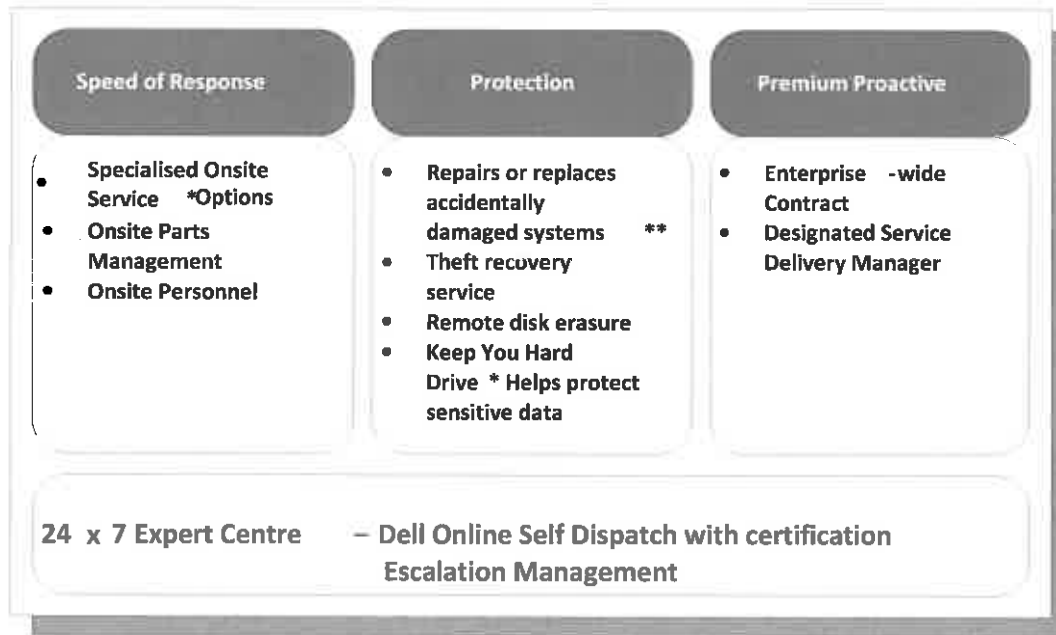 Speed of Response
• Specialised Onsite
Service *Options
• Onsite Parts
Management
• Onsite Personnel
Protection
• Repairs or replaces
accidentally
damaged systems **
• Theft recovery
service
• Remote disk erasure
• Keep You Hard
Drive * Helps protect
sensitive data
Premium Proactive
• Enterprise -wide
Contract
• Designated Service
Delivery Manager
24 x 7 Expert Centre – Dell Online Self Dispatch with certification
Escalation Management